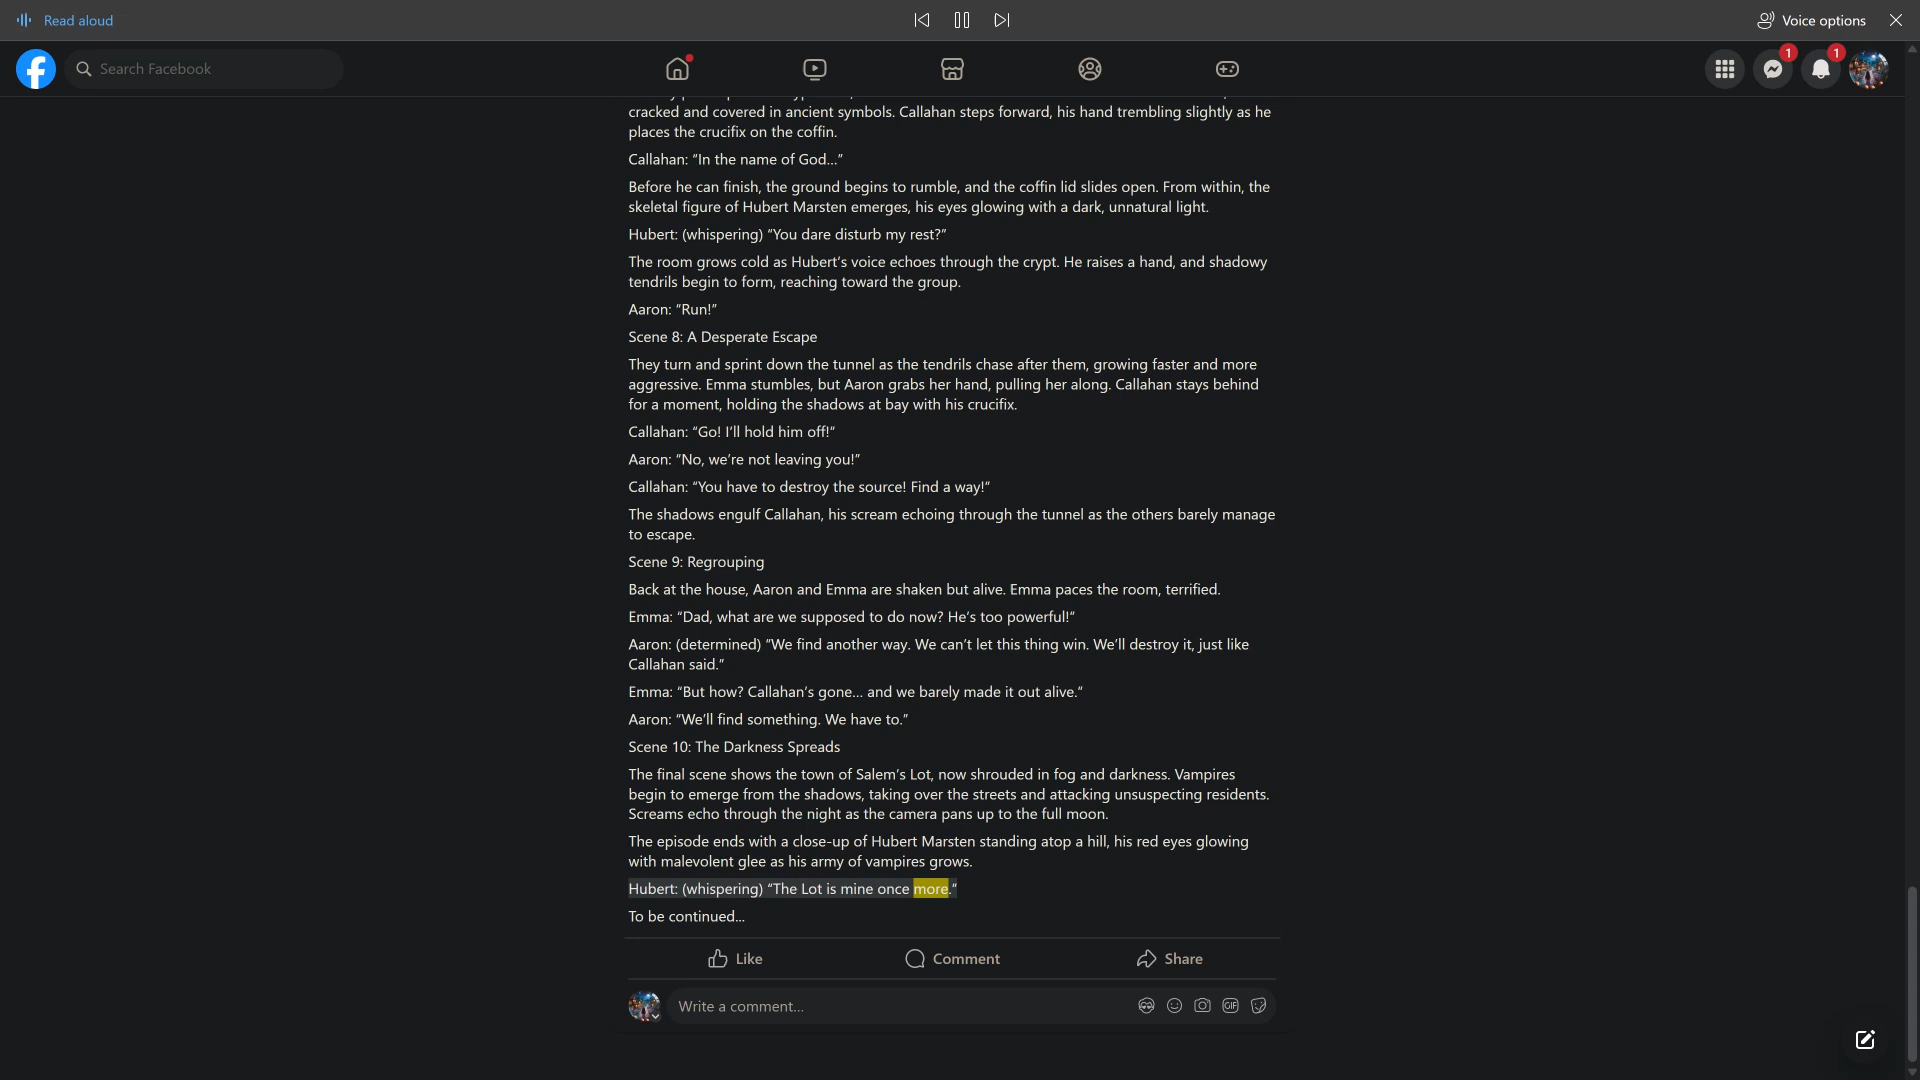 Read aloud
Voice options
Search Facebook
1
1
cracked and covered in ancient symbols. Callahan steps forward, his hand trembling slightly as he
places the crucifix on the coffin.
Callahan: “In the name of God…”
Before he can finish, the ground begins to rumble, and the coffin lid slides open. From within, the
skeletal figure of Hubert Marsten emerges, his eyes glowing with a dark, unnatural light.
Hubert: (whispering) “You dare disturb my rest?”
The room grows cold as Hubert’s voice echoes through the crypt. He raises a hand, and shadowy
tendrils begin to form, reaching toward the group.
Aaron: “Run!”
Scene 8: A Desperate Escape
They turn and sprint down the tunnel as the tendrils chase after them, growing faster and more
aggressive. Emma stumbles, but Aaron grabs her hand, pulling her along. Callahan stays behind
for a moment, holding the shadows at bay with his crucifix.
Callahan: “Go! I’ll hold him off!”
Aaron: “No, we’re not leaving you!”
Callahan: “You have to destroy the source! Find a way!”
The shadows engulf Callahan, his scream echoing through the tunnel as the others barely manage
to escape.
Scene 9: Regrouping
Back at the house, Aaron and Emma are shaken but alive. Emma paces the room, terrified.
Emma: “Dad, what are we supposed to do now? He’s too powerful!”
Aaron: (determined) “We find another way. We can’t let this thing win. We’ll destroy it, just like
Callahan said.”
Emma: “But how? Callahan’s gone… and we barely made it out alive.”
Aaron: “We’ll find something. We have to.”
Scene 10: The Darkness Spreads
The final scene shows the town of Salem’s Lot, now shrouded in fog and darkness. Vampires
begin to emerge from the shadows, taking over the streets and attacking unsuspecting residents.
Screams echo through the night as the camera pans up to the full moon.
The episode ends with a close-up of Hubert Marsten standing atop a hill, his red eyes glowing
with malevolent glee as his army of vampires grows.
Hubert: (whispering) “The Lot is mine once more.”
To be continued…
Like
Comment
Share
Write a comment…
GIF